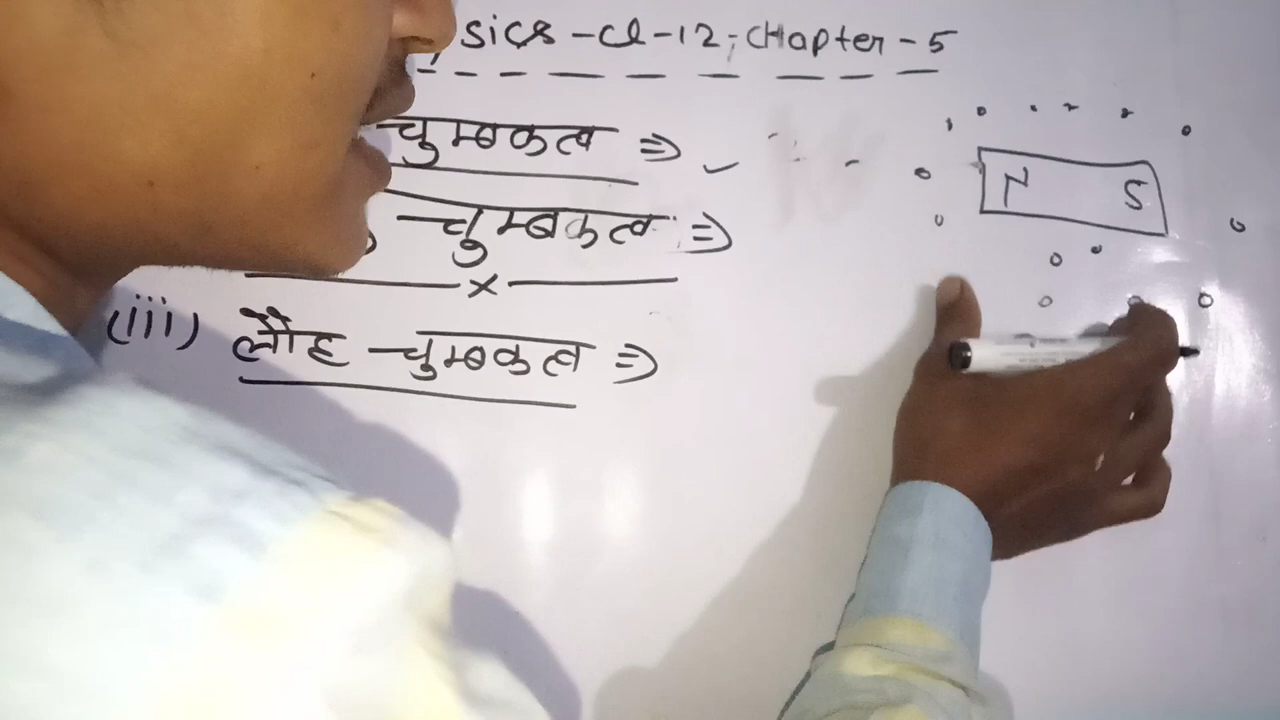 sics-Cl-12, Chapter-5
चुम्बकत्व ⇒ ✓
-चुम्बकत्व ⇒
x
(iii) लौह -चुम्बकत्व ⇒
N S